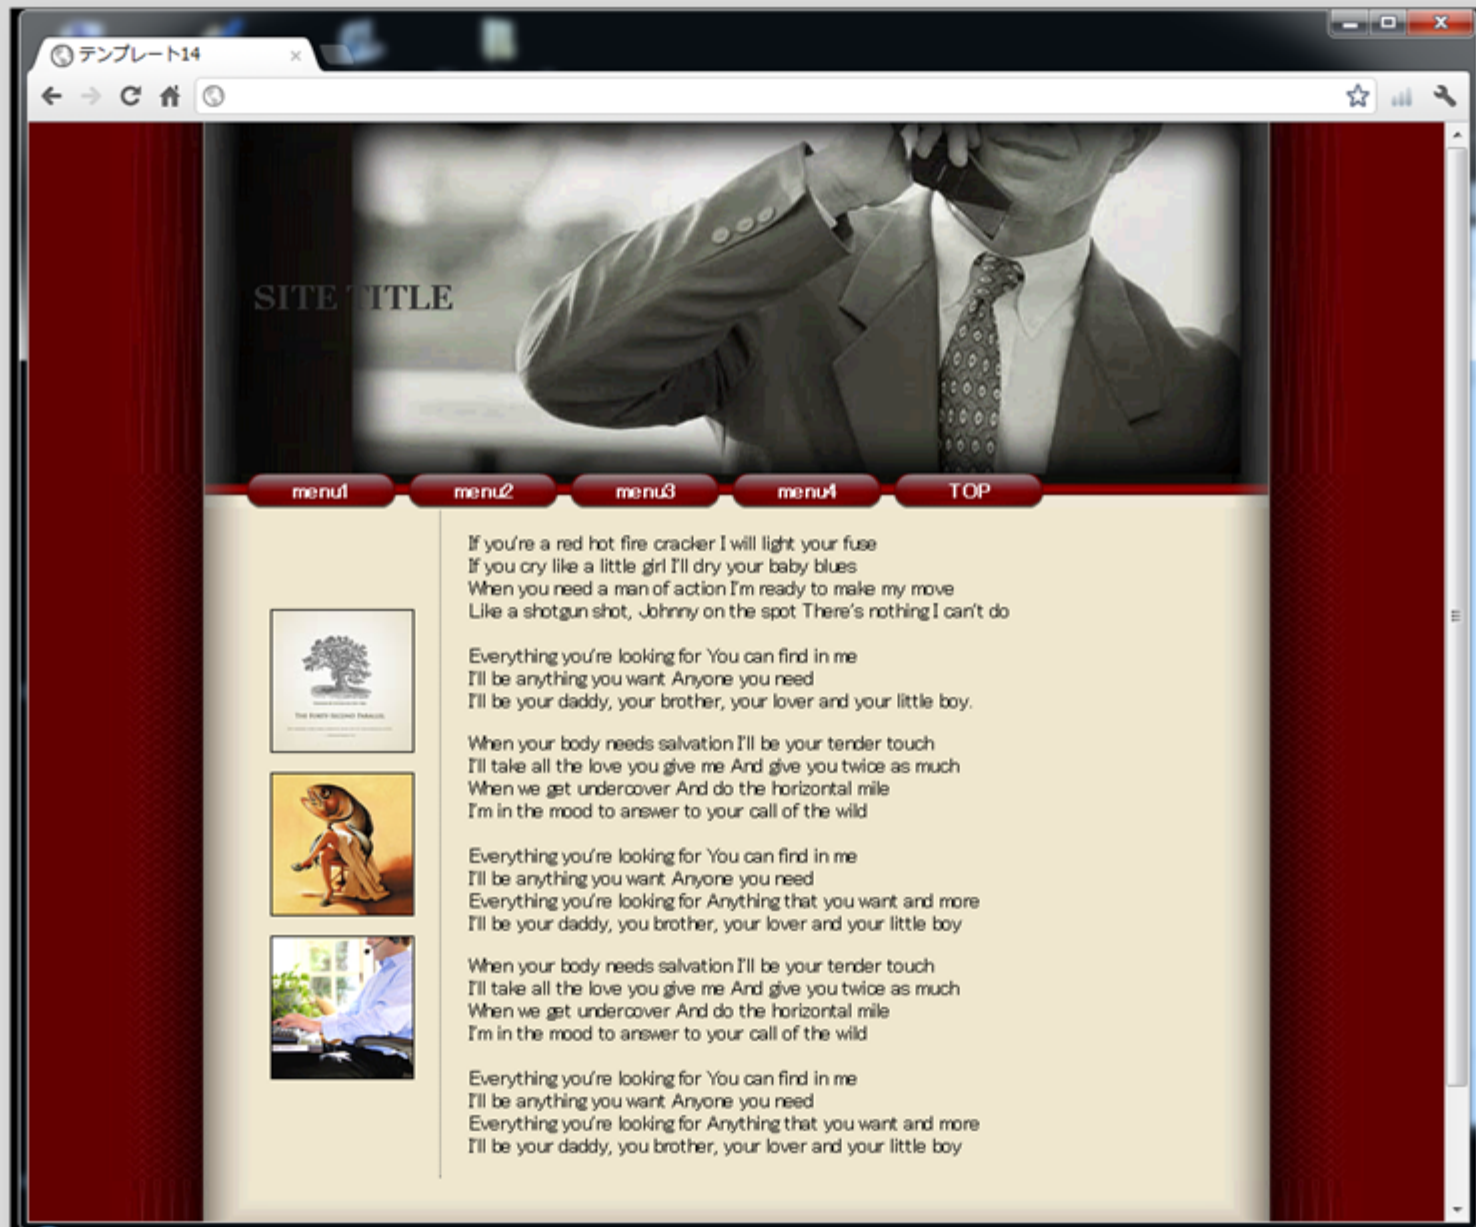 テンプレート14
SITE TITLE
menu1
menu2
menu3
menu4
TOP
If you're a red hot fire cracker I will light your fuse
If you cry like a little girl I'll dry your baby blues
When you need a man of action I'm ready to make my move
Like a shotgun shot, Johnny on the spot There's nothing I can't do
Everything you're looking for You can find in me
I'll be anything you want Anyone you need
I'll be your daddy, your brother, your lover and your little boy.
When your body needs salvation I'll be your tender touch
I'll take all the love you give me And give you twice as much
When we get undercover And do the horizontal mile
I'm in the mood to answer to your call of the wild
Everything you're looking for You can find in me
I'll be anything you want Anyone you need
Everything you're looking for Anything that you want and more
I'll be your daddy, you brother, your lover and your little boy
When your body needs salvation I'll be your tender touch
I'll take all the love you give me And give you twice as much
When we get undercover And do the horizontal mile
I'm in the mood to answer to your call of the wild
Everything you're looking for You can find in me
I'll be anything you want Anyone you need
Everything you're looking for Anything that you want and more
I'll be your daddy, you brother, your lover and your little boy
THE FORTY-SECOND PARALLEL